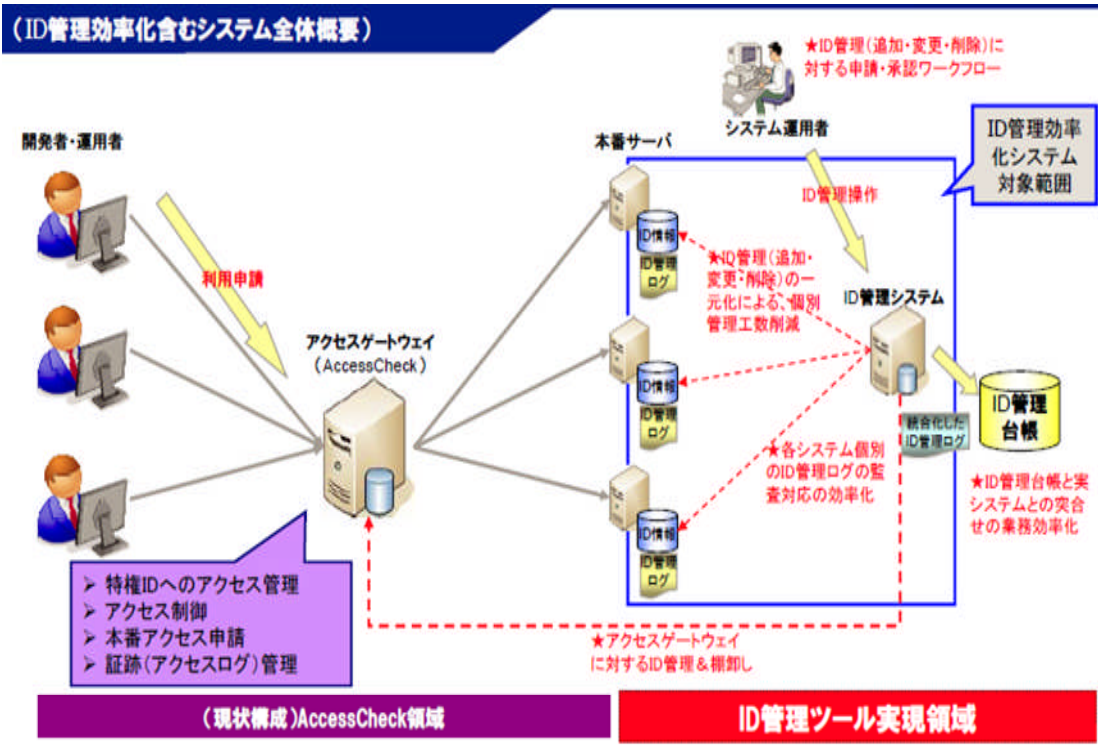 （ID管理効率化含むシステム全体概要）
★ID管理（追加・変更・削除）に
対する申請・承認ワークフロー
システム運用者
開発者・運用者
本番サーバ
ID管理効率
化システム
対象範囲
ID管理操作
利用申請
ID情報
ID管理
ログ
★ID管理（追加・
変更・削除）の一
元化による、個別
管理工数削減
ID管理システム
アクセスゲートウェイ
（AccessCheck）
ID情報
ID管理
ログ
ID管理
台帳
統合化した
ID管理ログ
★各システム個別
のID管理ログの監
査対応の効率化
★ID管理台帳と実
システムとの突合
せの業務効率化
ID情報
ID管理
ログ
➢ 特権IDへのアクセス管理
➢ アクセス制御
➢ 本番アクセス申請
➢ 証跡（アクセスログ）管理
★アクセスゲートウェイ
に対するID管理＆棚卸し
（現状構成）AccessCheck領域
ID管理ツール実現領域